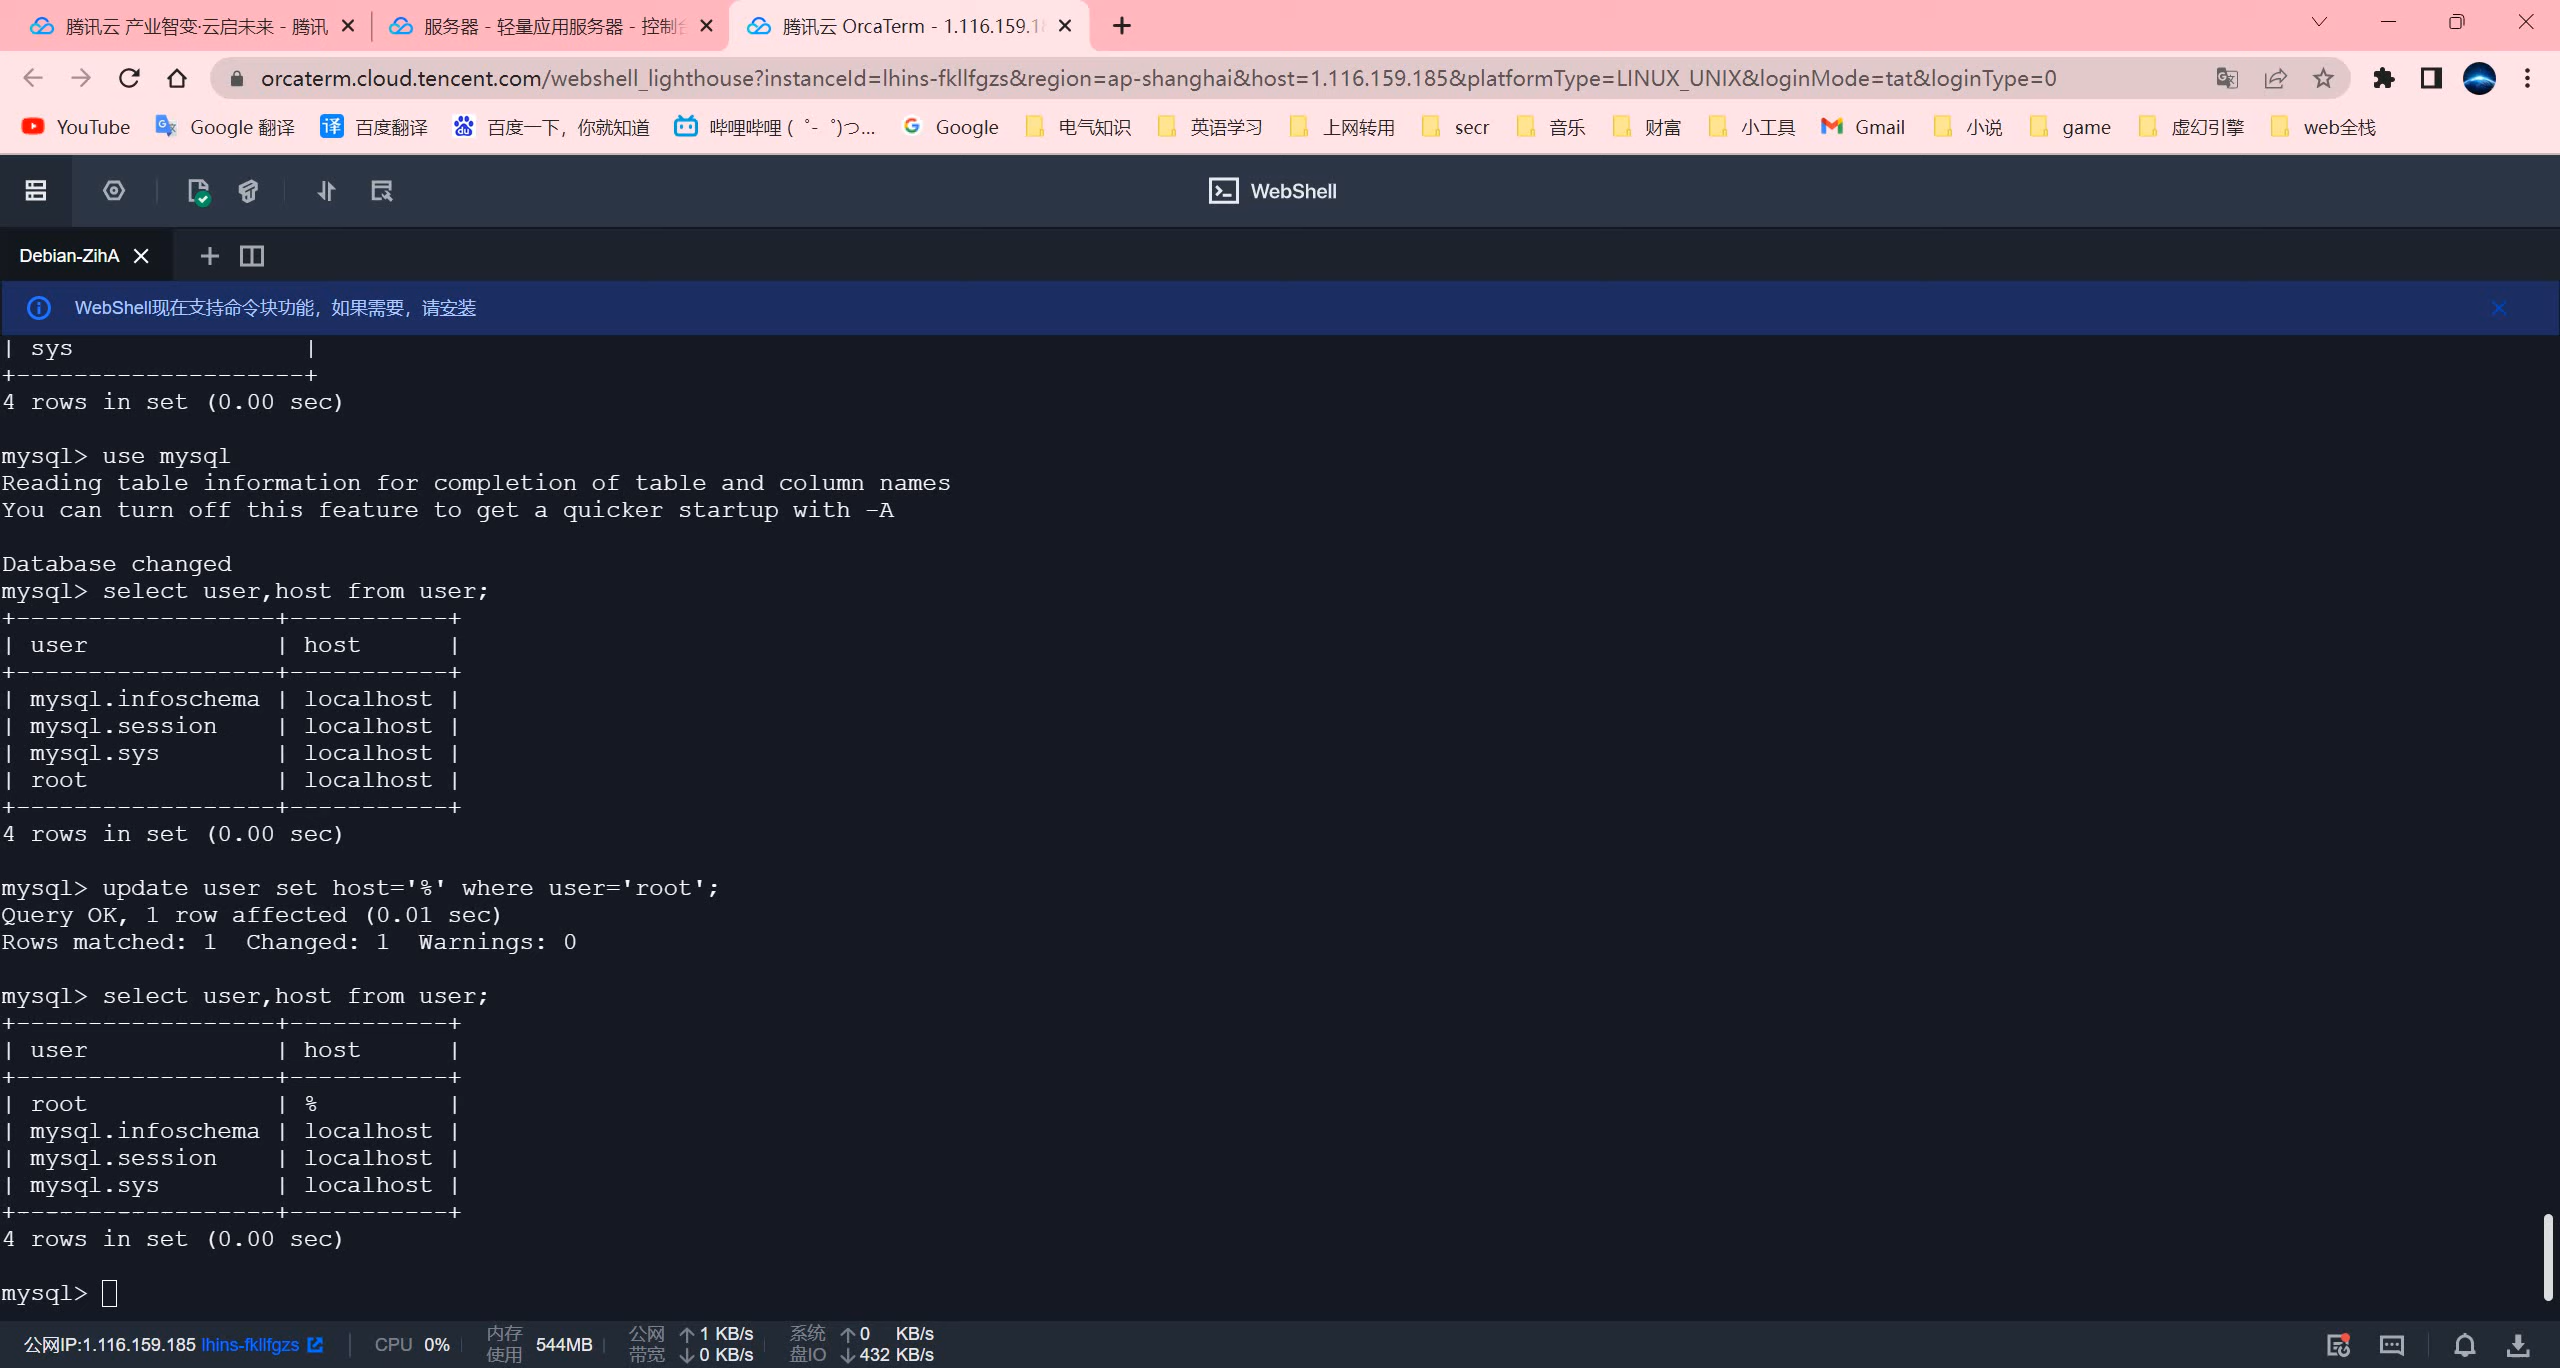 腾讯云 产业智变·云启未来 - 腾讯
服务器 - 轻量应用服务器 - 控制台
腾讯云 OrcaTerm - 1.116.159.18
orcaterm.cloud.tencent.com/webshell_lighthouse?instanceId=lhins-fkllfgzs&region=ap-shanghai&host=1.116.159.185&platformType=LINUX_UNIX&loginMode=tat&loginType=0
YouTube Google 翻译 百度翻译 百度一下，你就知道 哔哩哔哩 ( ゜- ゜)つ... Google 电气知识 英语学习 上网转用 secr 音乐 财富 小工具 Gmail 小说 game 虚幻引擎 web全栈
WebShell
Debian-ZihA
WebShell现在支持命令块功能，如果需要，请安装
| sys                |
+--------------------+
4 rows in set (0.00 sec)
mysql> use mysql
Reading table information for completion of table and column names
You can turn off this feature to get a quicker startup with -A
Database changed
mysql> select user,host from user;
+------------------+-----------+
| user             | host      |
+------------------+-----------+
| mysql.infoschema | localhost |
| mysql.session    | localhost |
| mysql.sys        | localhost |
| root             | localhost |
+------------------+-----------+
4 rows in set (0.00 sec)
mysql> update user set host='%' where user='root';
Query OK, 1 row affected (0.01 sec)
Rows matched: 1  Changed: 1  Warnings: 0
mysql> select user,host from user;
+------------------+-----------+
| user             | host      |
+------------------+-----------+
| root             | %         |
| mysql.infoschema | localhost |
| mysql.session    | localhost |
| mysql.sys        | localhost |
+------------------+-----------+
4 rows in set (0.00 sec)
mysql>
公网IP:1.116.159.185 lhins-fkllfgzs CPU 0% 内存使用 544MB 公网带宽 ↑1 KB/s ↓0 KB/s 系统盘IO ↑0 KB/s ↓432 KB/s